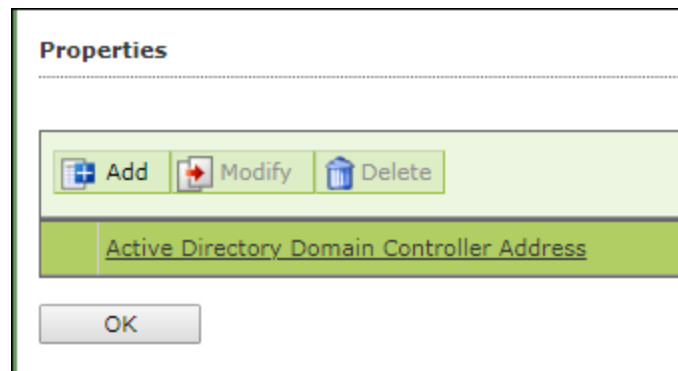 Properties
Add Modify Delete
Active Directory Domain Controller Address
OK